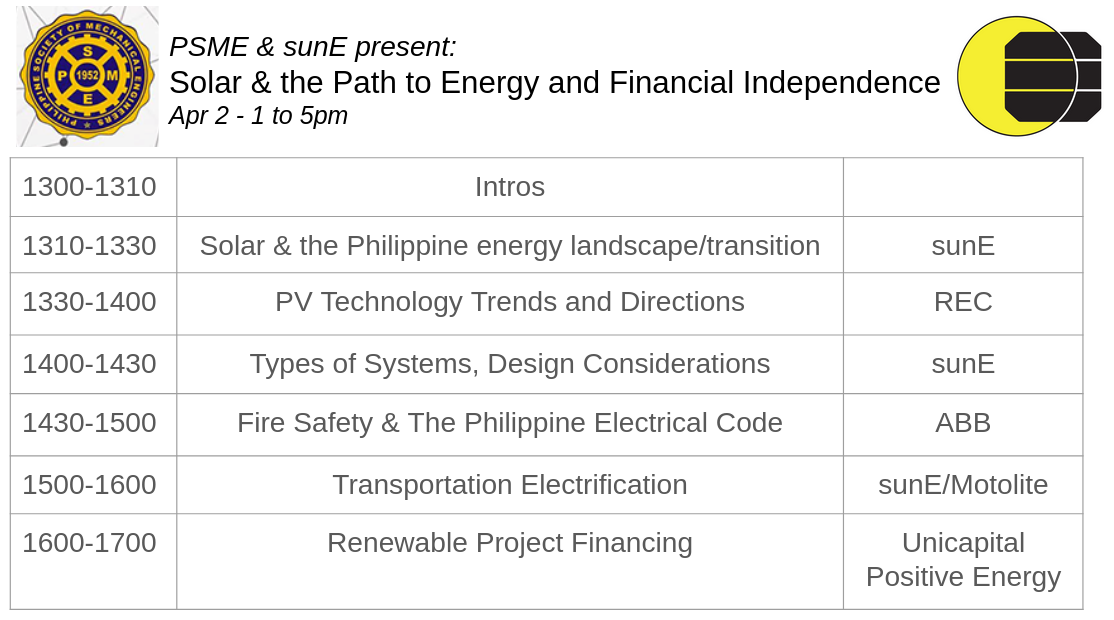 PHILIPPINE SOCIETY OF MECHANICAL ENGINEERS
S
P 1952 M
E
PSME & sunE present:
Solar & the Path to Energy and Financial Independence
Apr 2 - 1 to 5pm
1300-1310 Intros
1310-1330 Solar & the Philippine energy landscape/transition sunE
1330-1400 PV Technology Trends and Directions REC
1400-1430 Types of Systems, Design Considerations sunE
1430-1500 Fire Safety & The Philippine Electrical Code ABB
1500-1600 Transportation Electrification sunE/Motolite
1600-1700 Renewable Project Financing Unicapital
Positive Energy